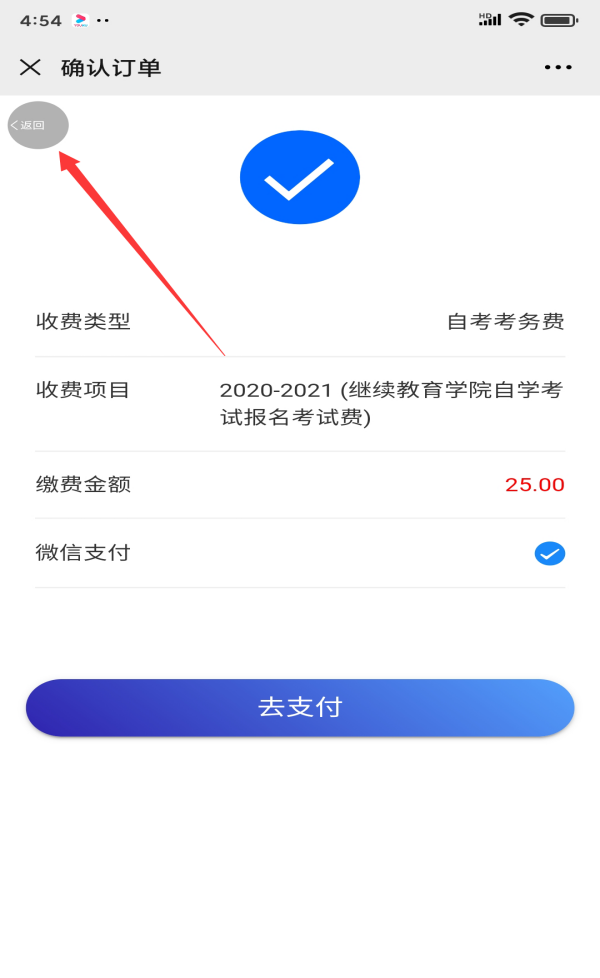 4:54
HD
确认订单
返回
收费类型
自考考务费
收费项目
2020-2021 (继续教育学院自学考
试报名考试费)
缴费金额
25.00
微信支付
去支付